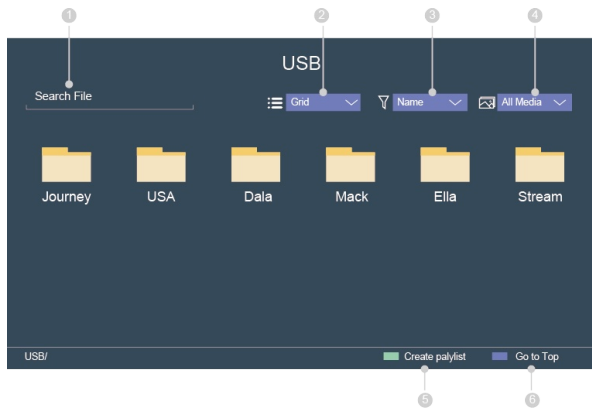 1 2 3 4
USB
Search File
Grid Name All Media
Journey USA Dala Mack Ella Stream
USB/ Create palylist Go to Top
5 6